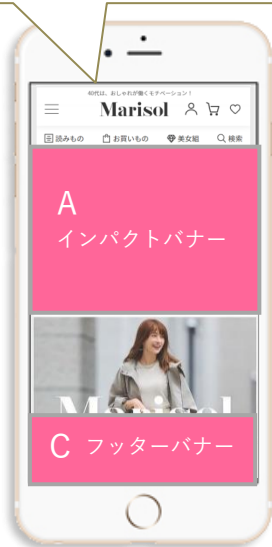 40代は、おしゃれが働くモチベーション！
Marisol
読みもの お買いもの 美女組 検索
A
インパクトバナー
Marisol
C フッターバナー